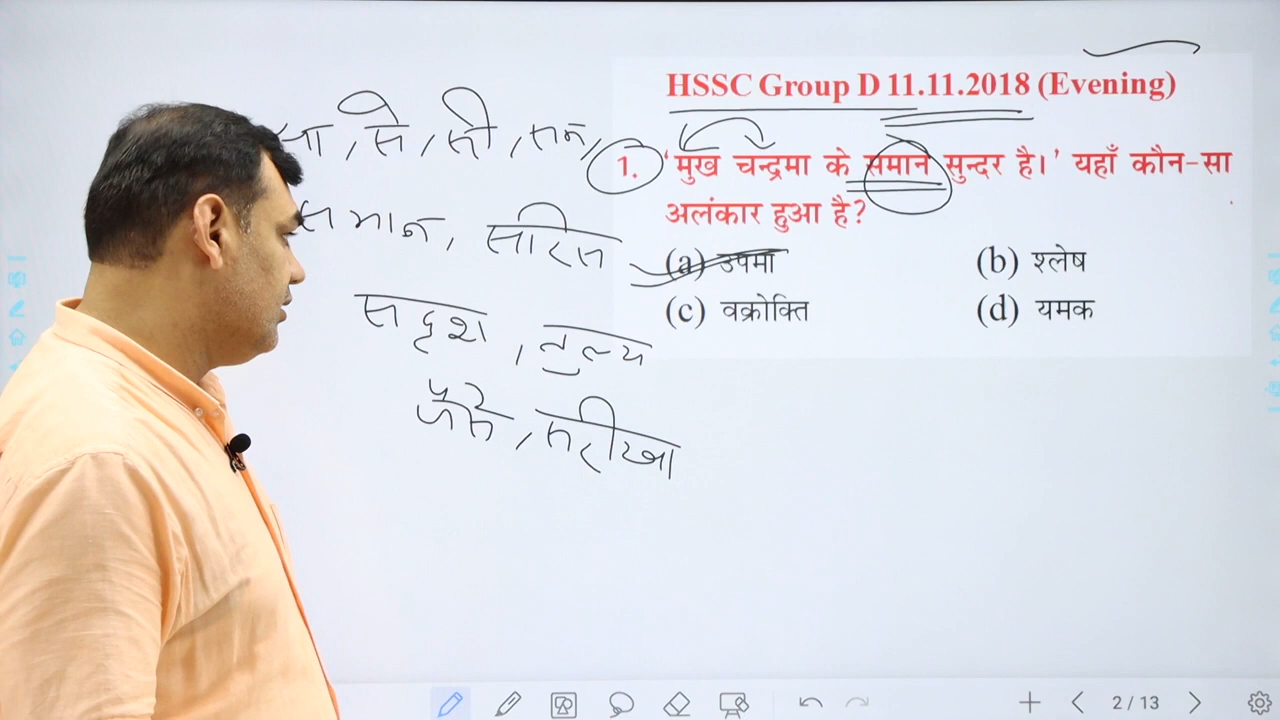 HSSC Group D 11.11.2018 (Evening)
1. ‘मुख चन्द्रमा के समान सुन्दर है।’ यहाँ कौन-सा
अलंकार हुआ है?
(a) उपमा (b) श्लेष
(c) वक्रोक्ति (d) यमक
सा, से, सी, सम,
समान, सरिस
सदृश, तुल्य
जैसे, सरीखा
2 / 13